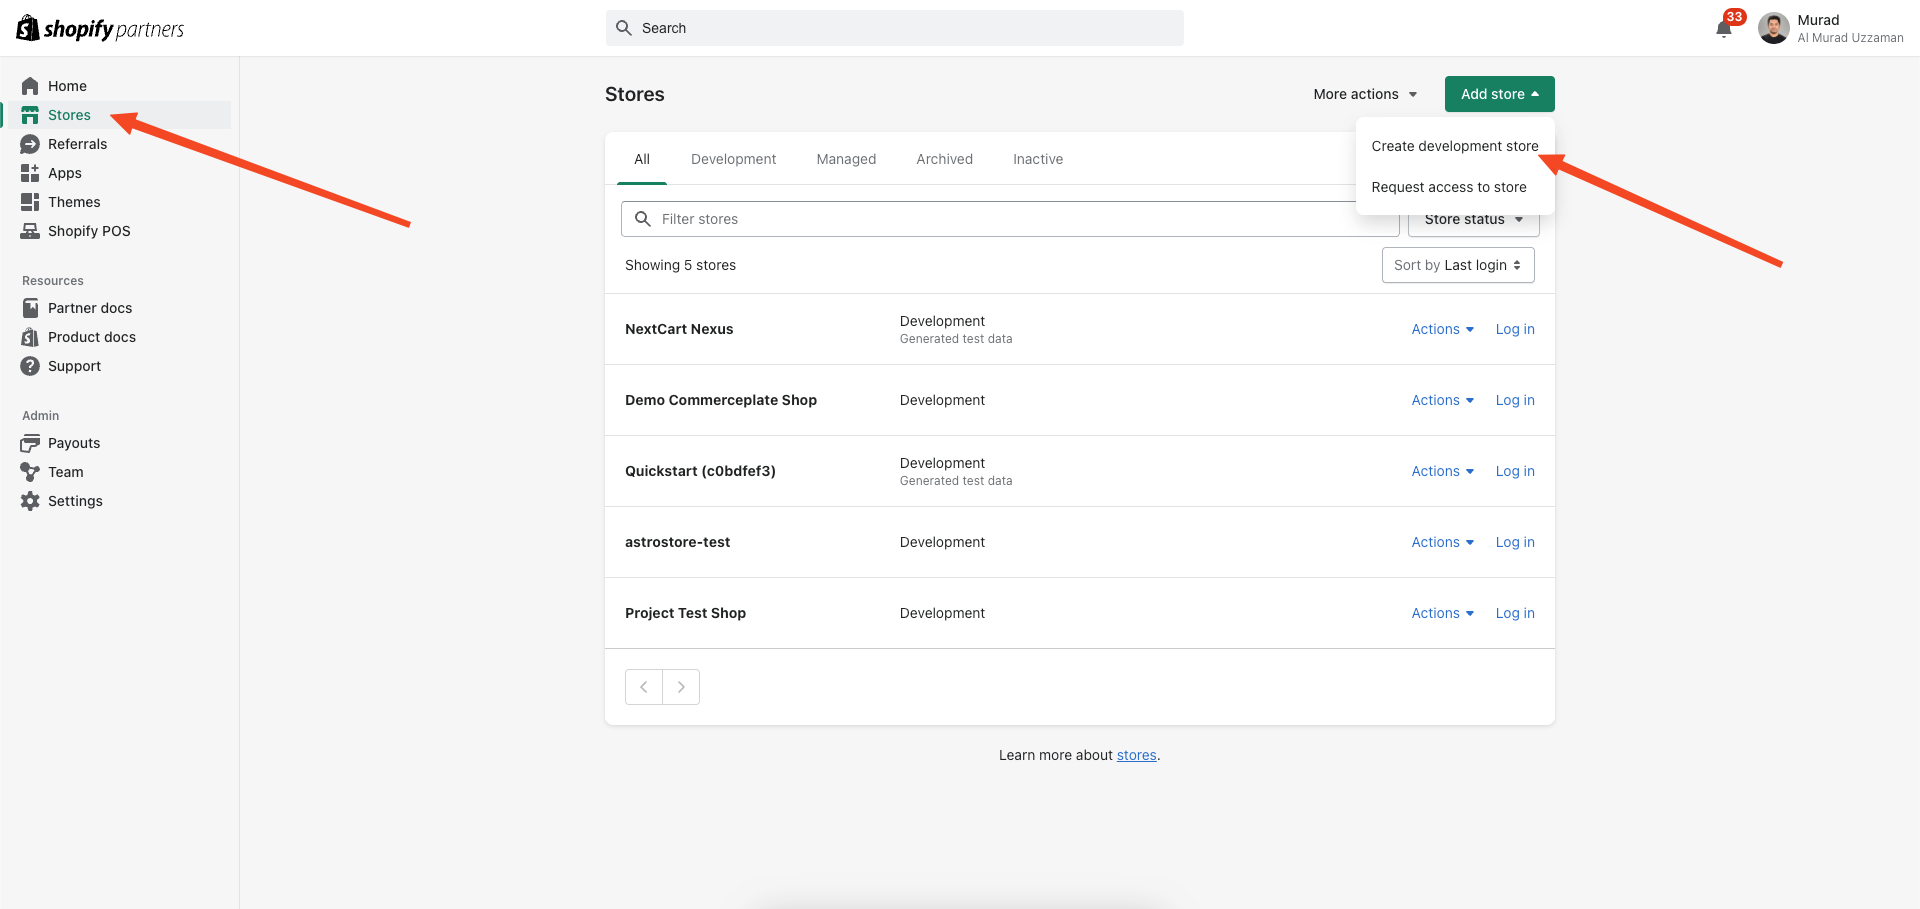 shopify partners
Search
33
Murad
Al Murad Uzzaman
Home
Stores
Referrals
Apps
Themes
Shopify POS
Resources
Partner docs
Product docs
Support
Admin
Payouts
Team
Settings
Stores
More actions
Add store
Create development store
Request access to store
All Development Managed Archived Inactive
Filter stores
Store status
Showing 5 stores
Sort by Last login
NextCart Nexus
Development
Generated test data
Actions Log in
Demo Commerceplate Shop
Development
Actions Log in
Quickstart (c0bdfef3)
Development
Generated test data
Actions Log in
astrostore-test
Development
Actions Log in
Project Test Shop
Development
Actions Log in
Learn more about stores.